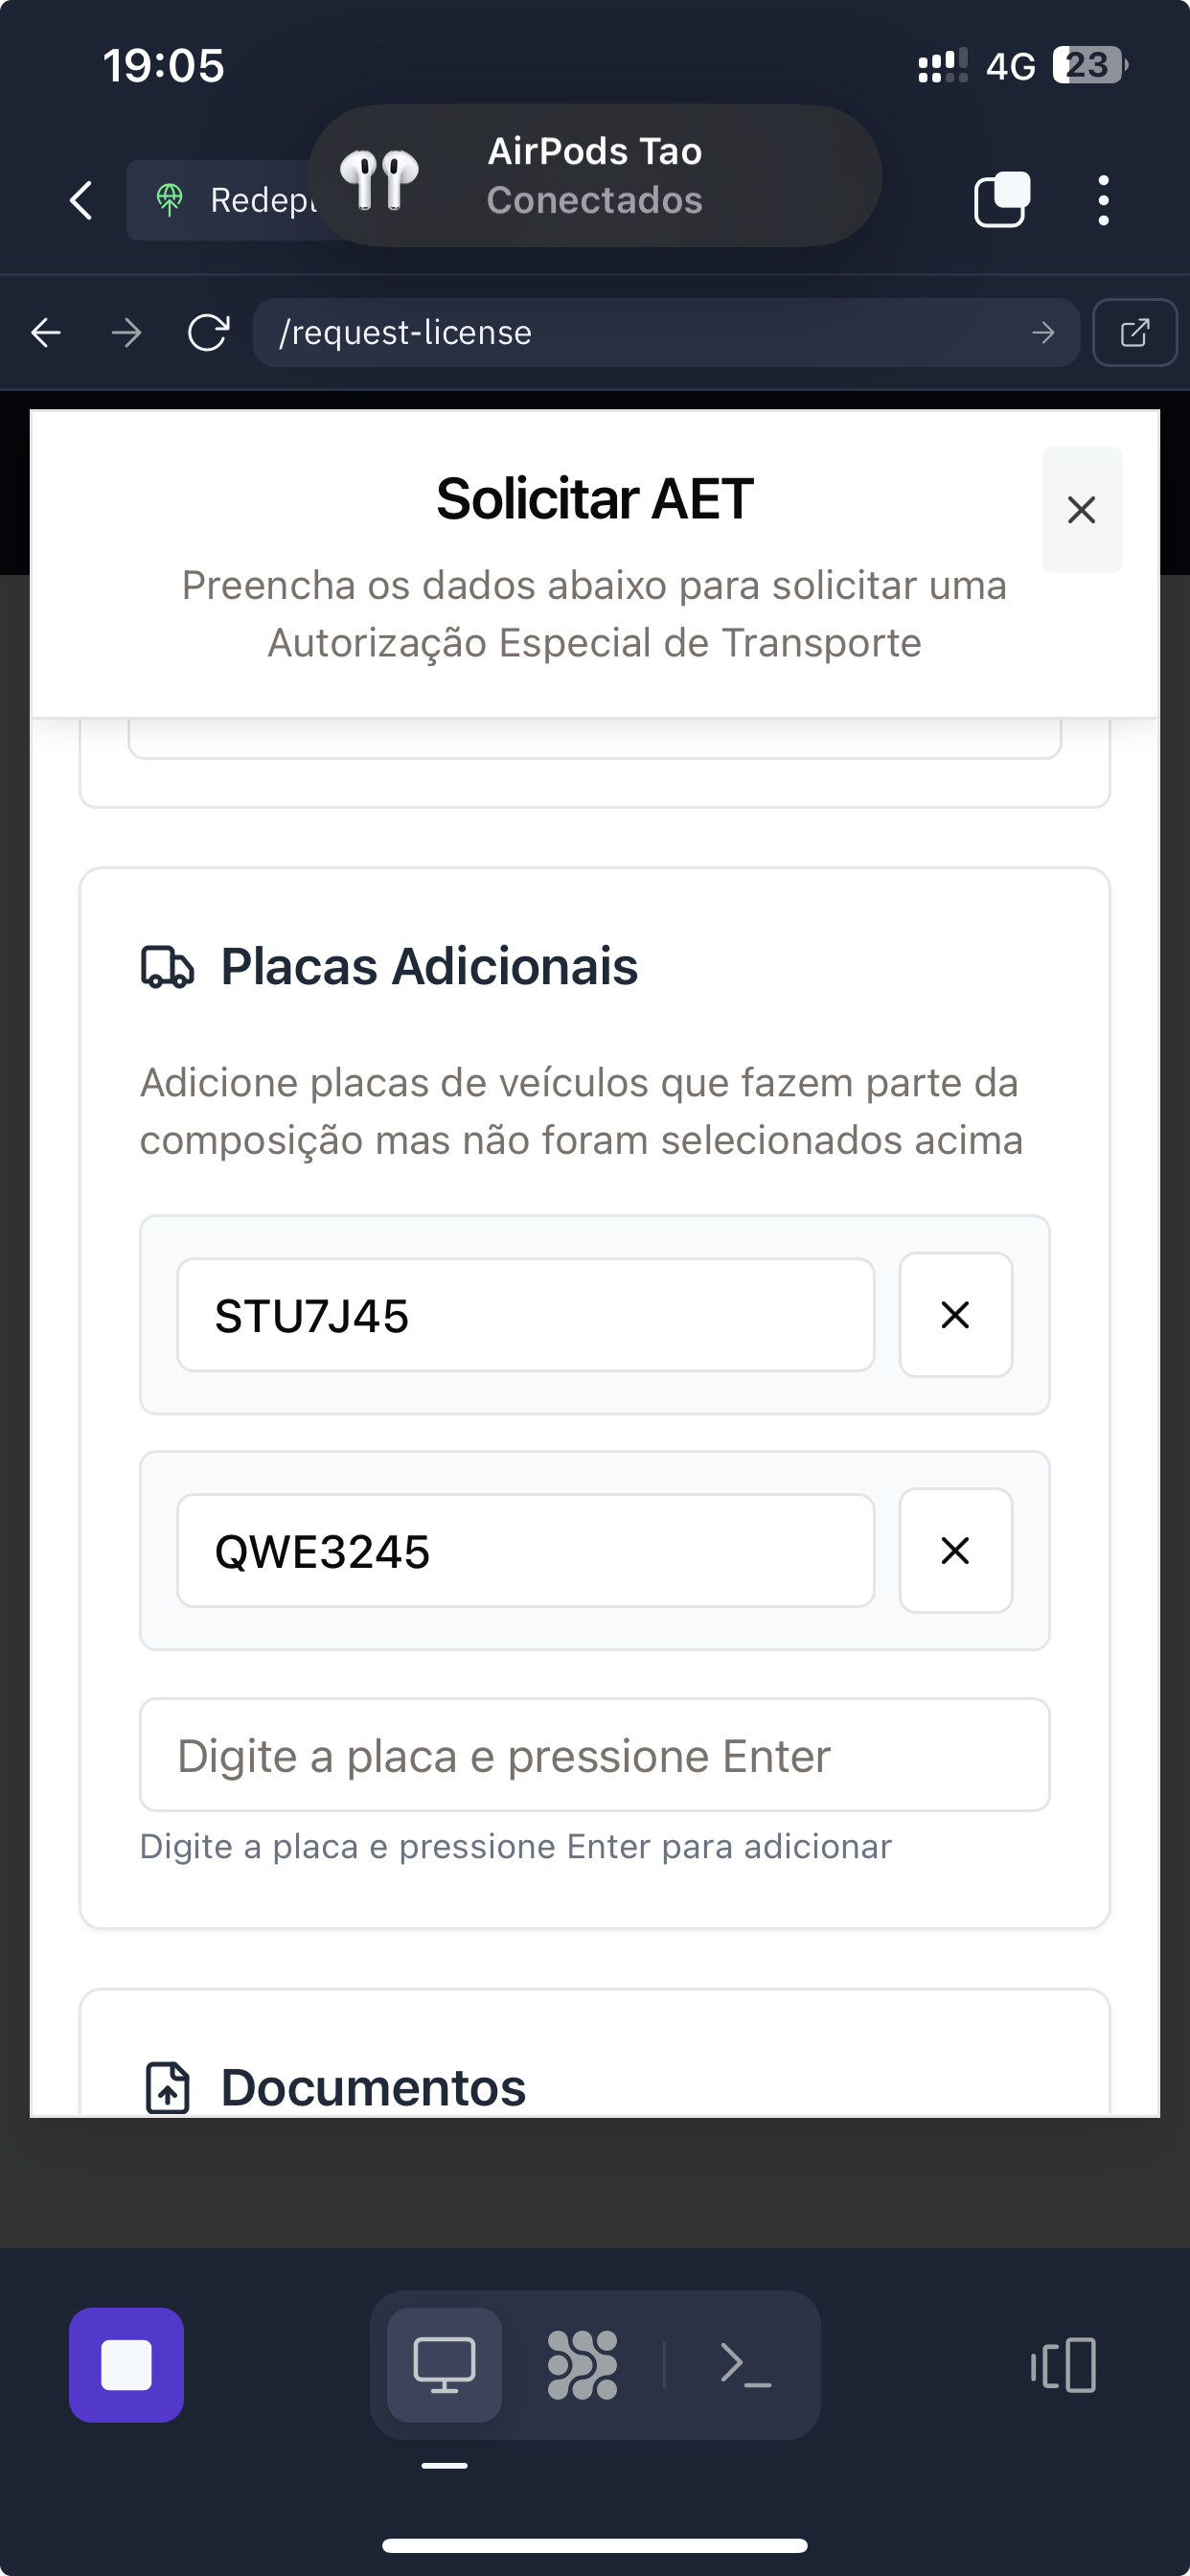 19:05
4G 23
AirPods Tao
Conectados
Redepl
/request-license
Solicitar AET
Preencha os dados abaixo para solicitar uma
Autorização Especial de Transporte
Placas Adicionais
Adicione placas de veículos que fazem parte da
composição mas não foram selecionados acima
STU7J45
QWE3245
Digite a placa e pressione Enter
Digite a placa e pressione Enter para adicionar
Documentos